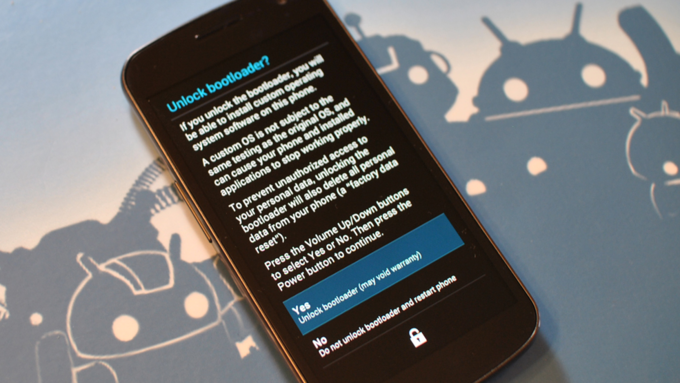 Unlock bootloader?
If you unlock the bootloader, you will
be able to install custom operating
system software on this phone.
A custom OS is not subject to the
same testing as the original OS, and
can cause your phone and installed
applications to stop working properly.
To prevent unauthorized access to
your personal data, unlocking the
bootloader will also delete all personal
data from your phone (a "factory data
reset").
Press the Volume Up/Down buttons
to select Yes or No. Then press the
Power button to continue.
Yes
Unlock bootloader (may void warranty)
No
Do not unlock bootloader and restart phone